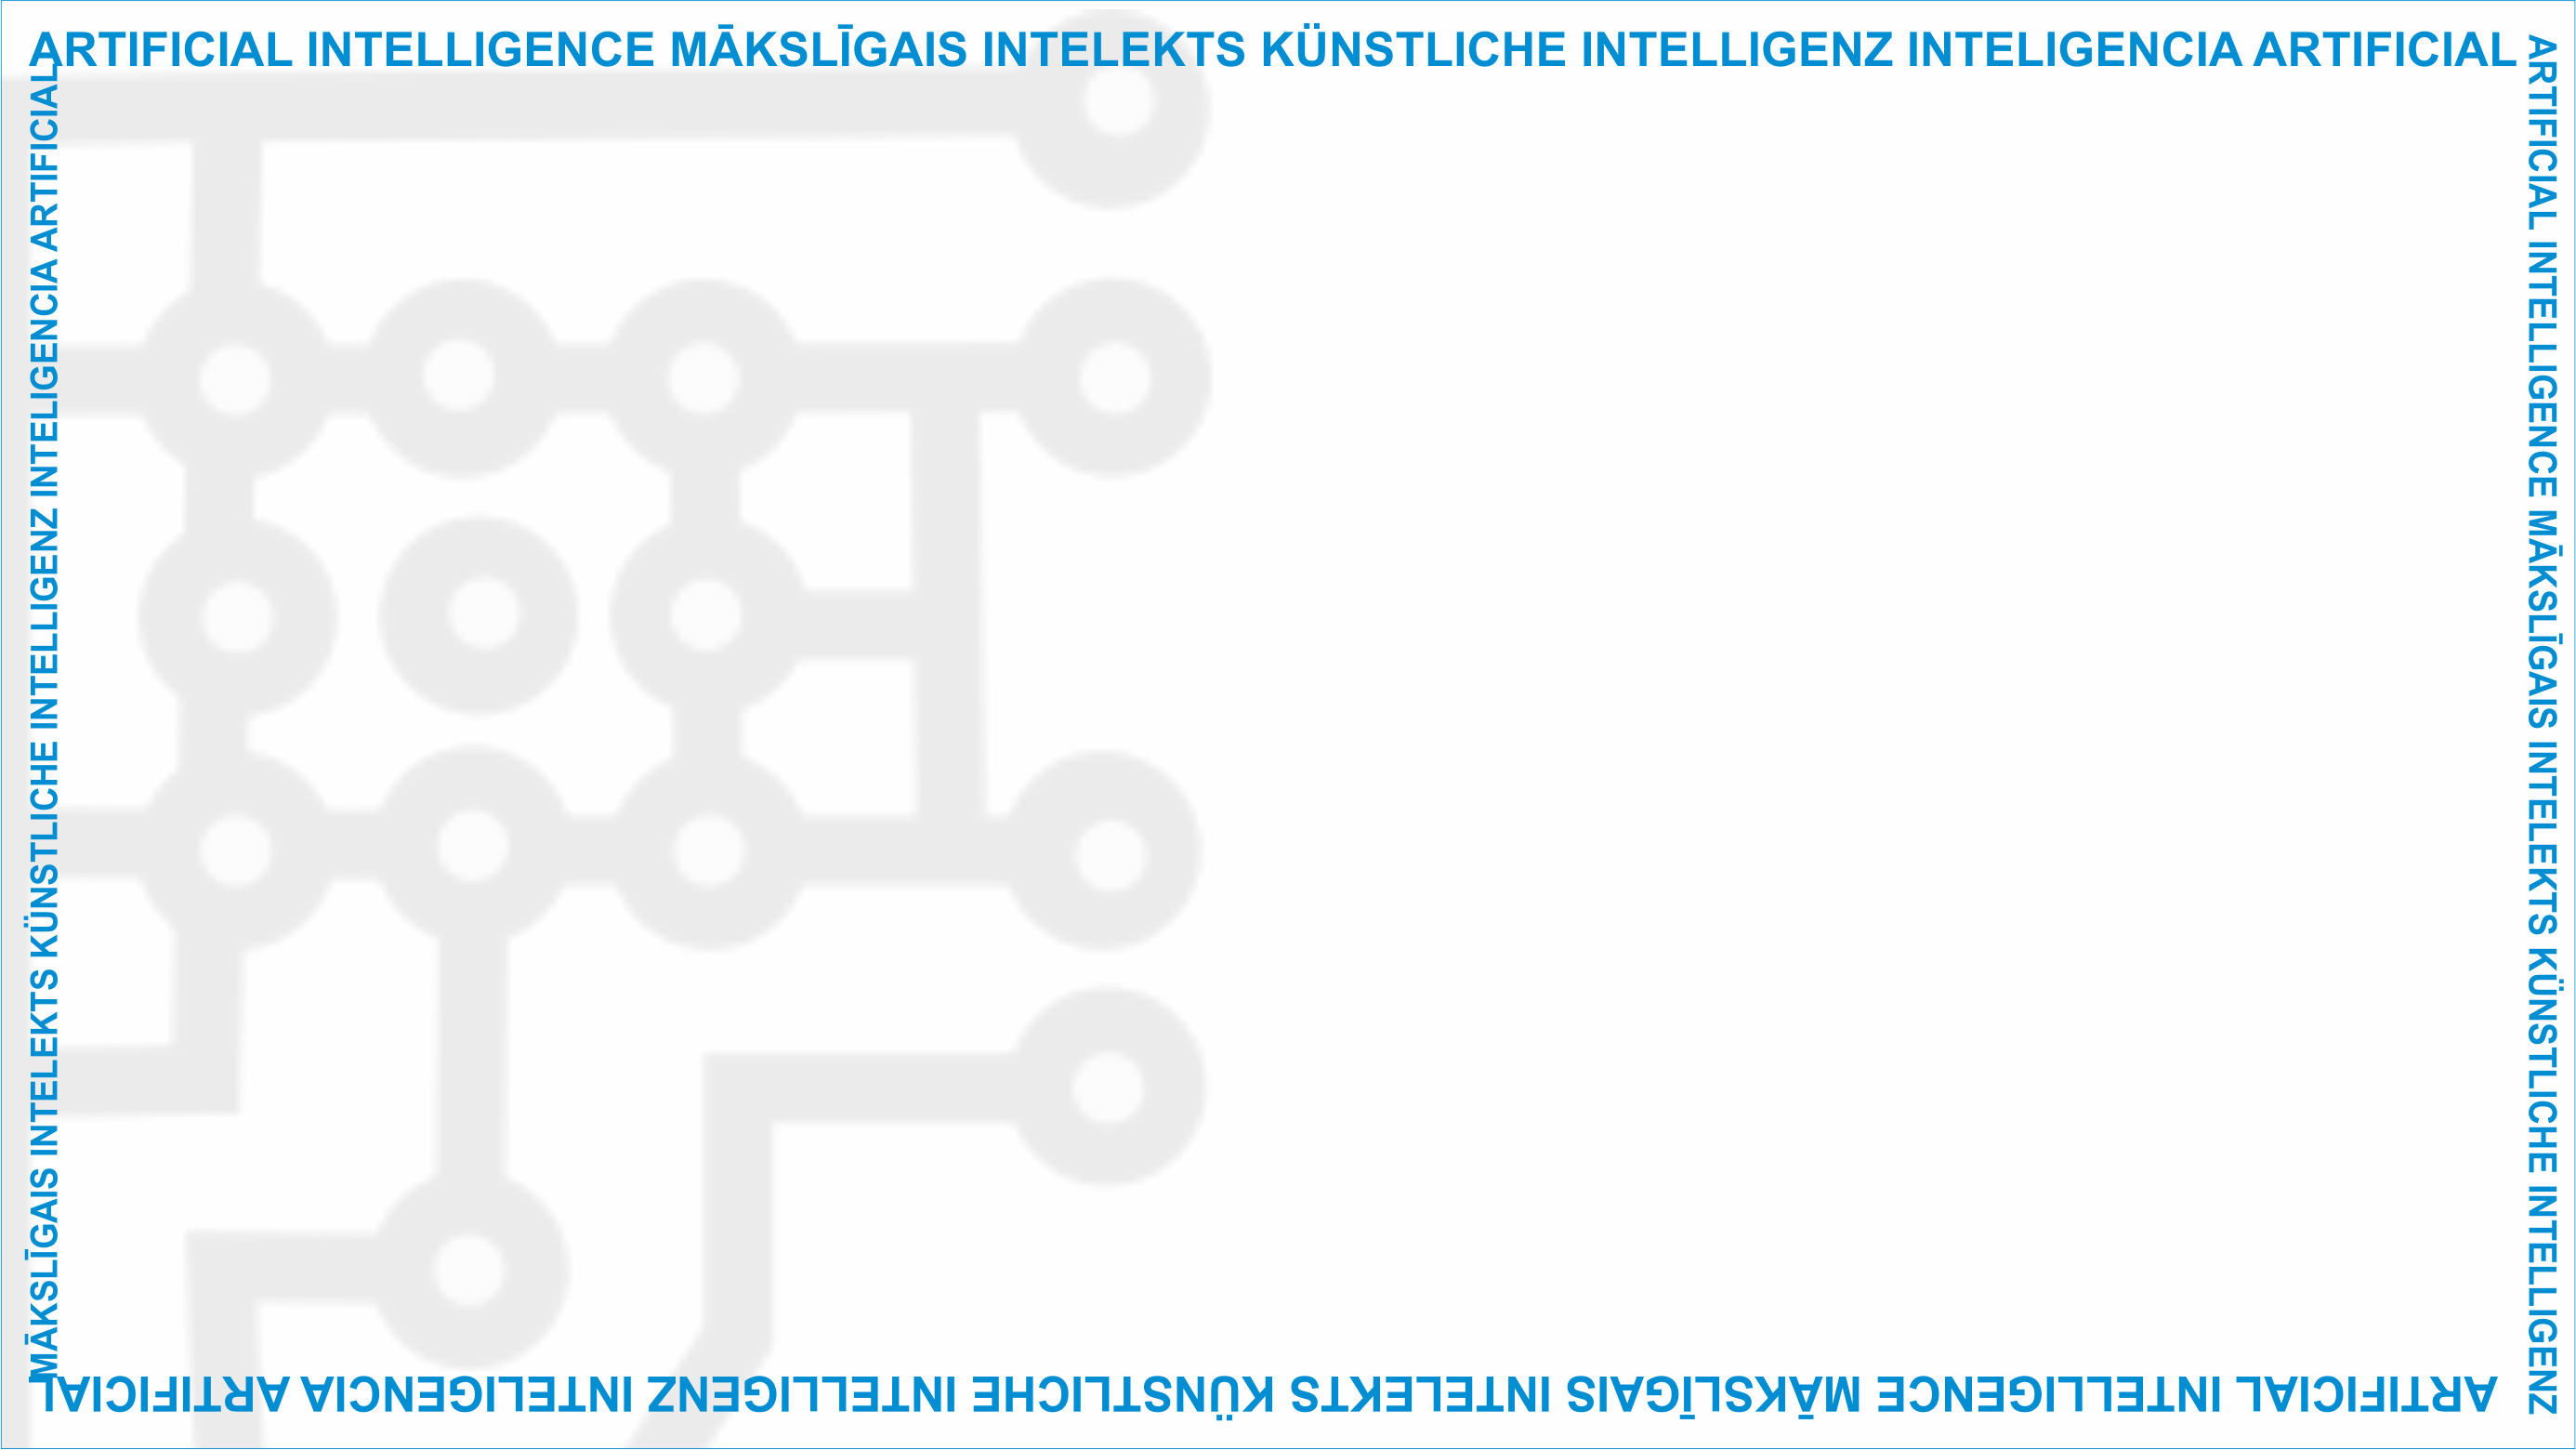 ARTIFICIAL INTELLIGENCE MĀKSLĪGAIS INTELEKTS KÜNSTLICHE INTELLIGENZ INTELIGENCIA ARTIFICIAL
ARTIFICIAL INTELLIGENCE MĀKSLĪGAIS INTELEKTS KÜNSTLICHE INTELLIGENZ
ARTIFICIAL INTELLIGENCE MĀKSLĪGAIS INTELEKTS KÜNSTLICHE INTELLIGENZ INTELIGENCIA ARTIFICIAL
MĀKSLĪGAIS INTELEKTS KÜNSTLICHE INTELLIGENZ INTELIGENCIA ARTIFICIAL